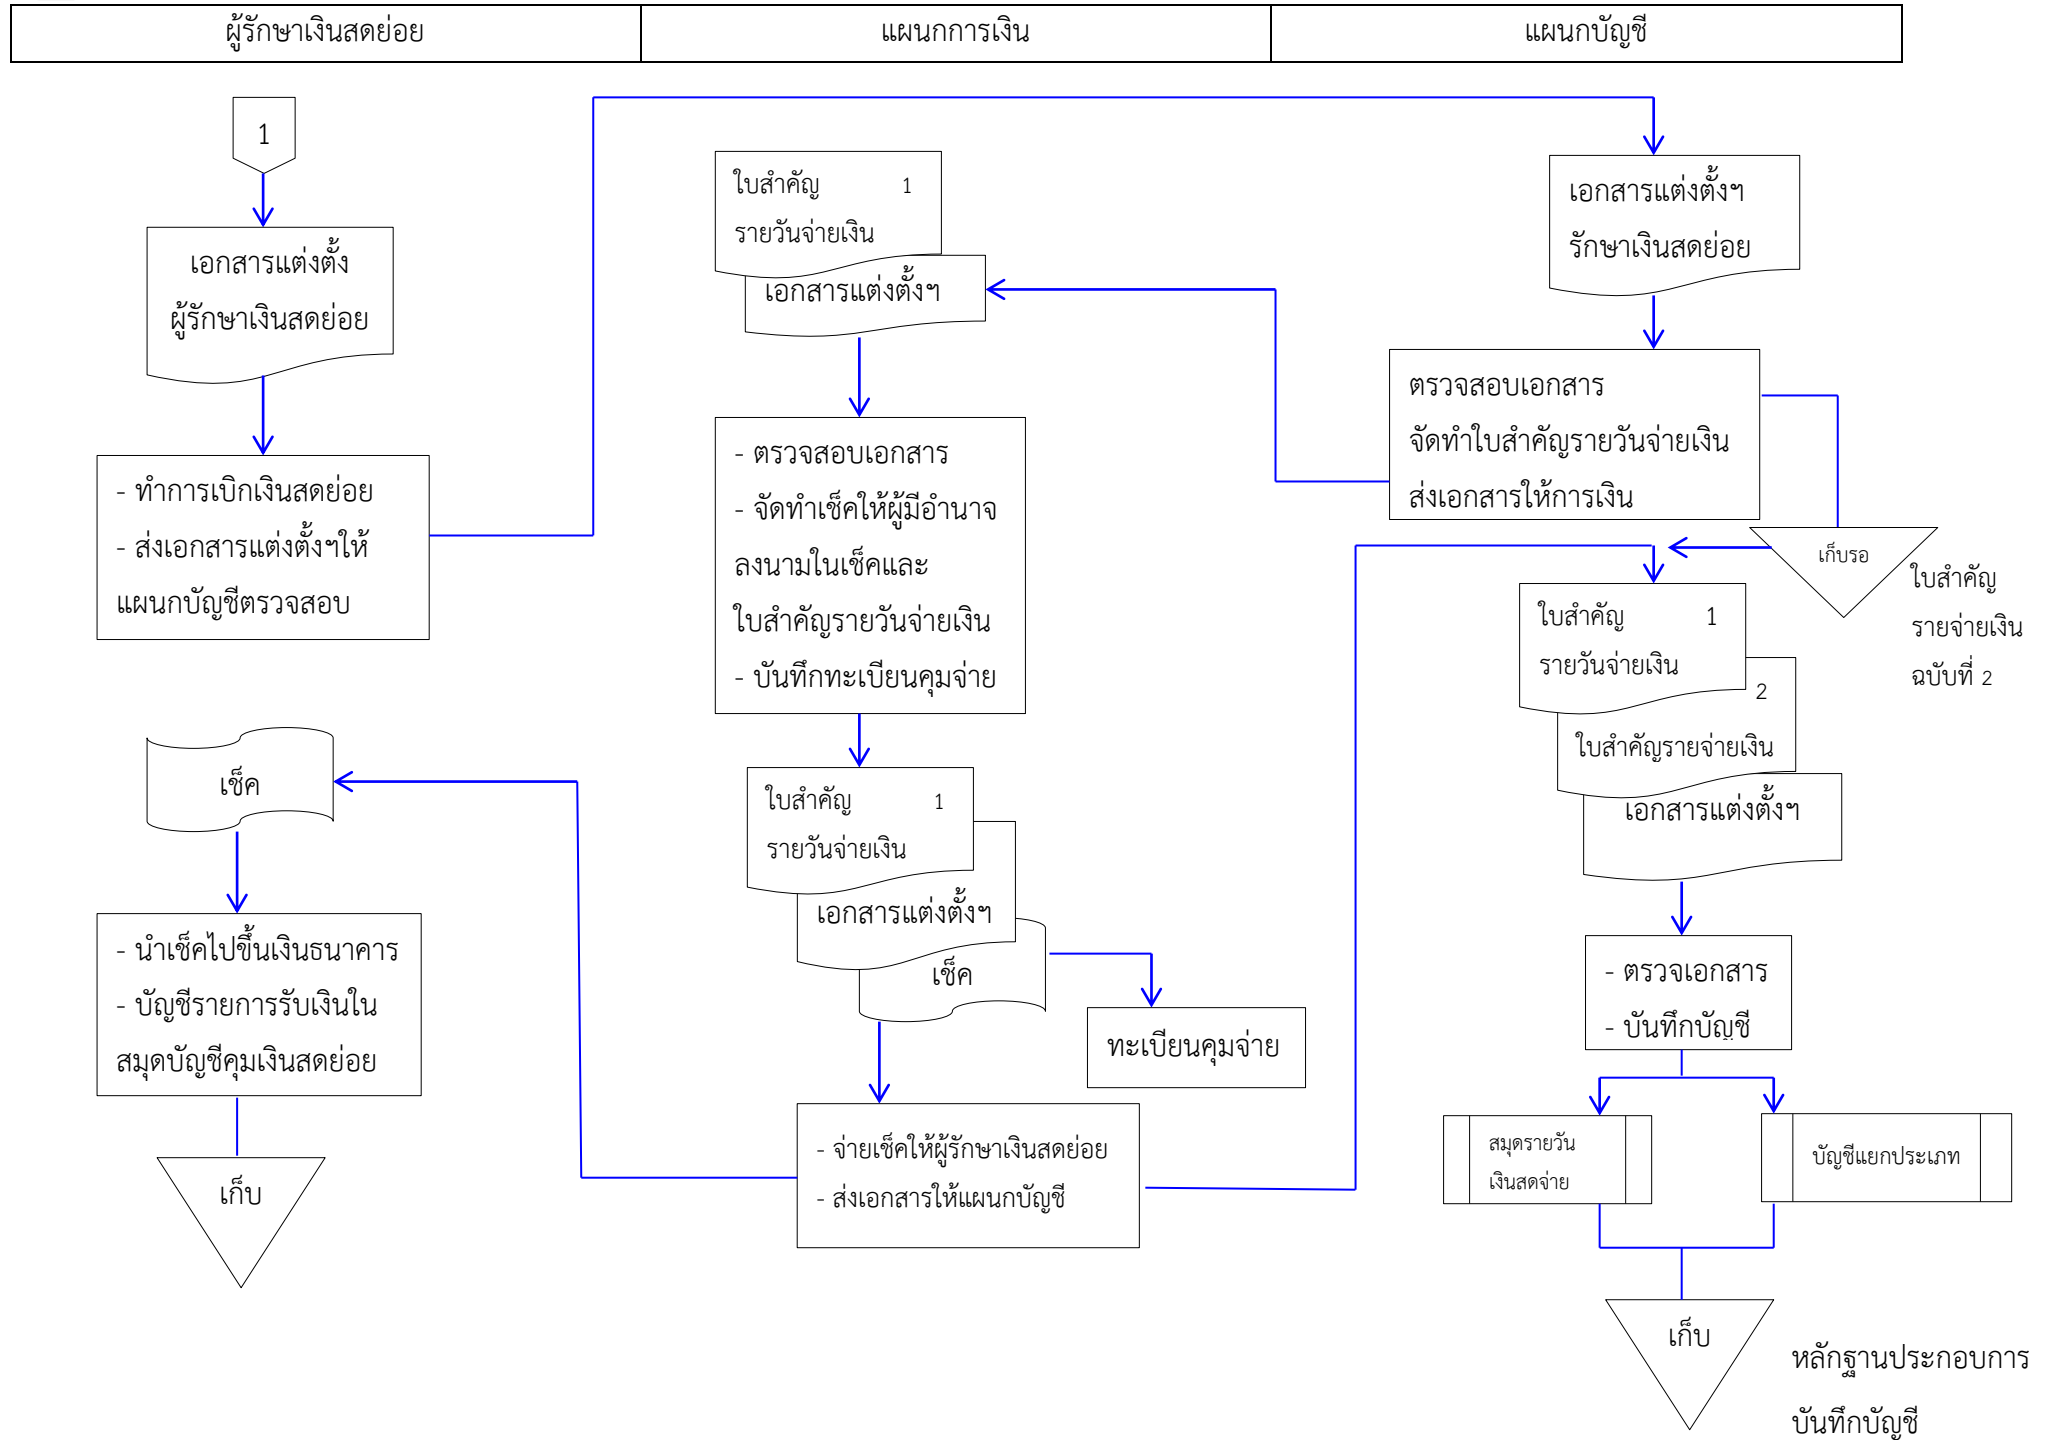 ผู้รักษาเงินสดย่อย
แผนกการเงิน
แผนกบัญชี
1
เอกสารแต่งตั้ง
ผู้รักษาเงินสดย่อย
- ทำการเบิกเงินสดย่อย
- ส่งเอกสารแต่งตั้งฯให้
แผนกบัญชีตรวจสอบ
เช็ค
- นำเช็คไปขึ้นเงินธนาคาร
- บัญชีรายการรับเงินใน
สมุดบัญชีคุมเงินสดย่อย
เก็บ
ใบสำคัญ 1
รายวันจ่ายเงิน
เอกสารแต่งตั้งฯ
- ตรวจสอบเอกสาร
- จัดทำเช็คให้ผู้มีอำนาจ
ลงนามในเช็คและ
ใบสำคัญรายวันจ่ายเงิน
- บันทึกทะเบียนคุมจ่าย
ใบสำคัญ 1
รายวันจ่ายเงิน
เอกสารแต่งตั้งฯ
เช็ค
ทะเบียนคุมจ่าย
- จ่ายเช็คให้ผู้รักษาเงินสดย่อย
- ส่งเอกสารให้แผนกบัญชี
เอกสารแต่งตั้งฯ
รักษาเงินสดย่อย
ตรวจสอบเอกสาร
จัดทำใบสำคัญรายวันจ่ายเงิน
ส่งเอกสารให้การเงิน
เก็บรอ
ใบสำคัญ
รายจ่ายเงิน
ฉบับที่ 2
ใบสำคัญ 1
รายวันจ่ายเงิน
2
ใบสำคัญรายจ่ายเงิน
เอกสารแต่งตั้งฯ
- ตรวจเอกสาร
- บันทึกบัญชี
สมุดรายวัน
เงินสดจ่าย
บัญชีแยกประเภท
เก็บ
หลักฐานประกอบการ
บันทึกบัญชี